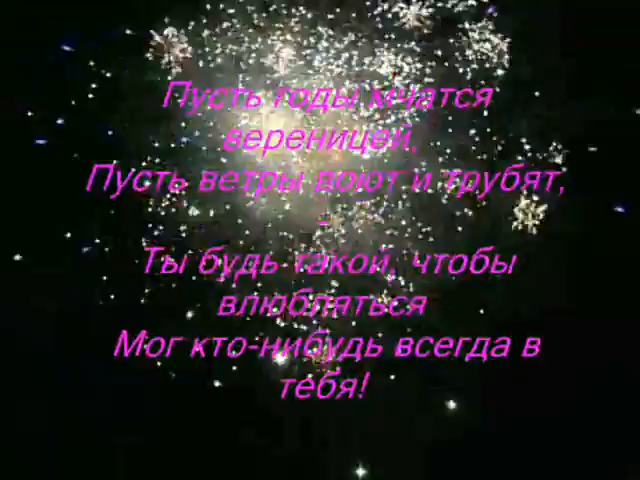 Пусть годы мчатся
вереницей,
Пусть ветры воют и трубят,
-
Ты будь такой, чтобы
влюбляться
Мог кто-нибудь всегда в
тебя!